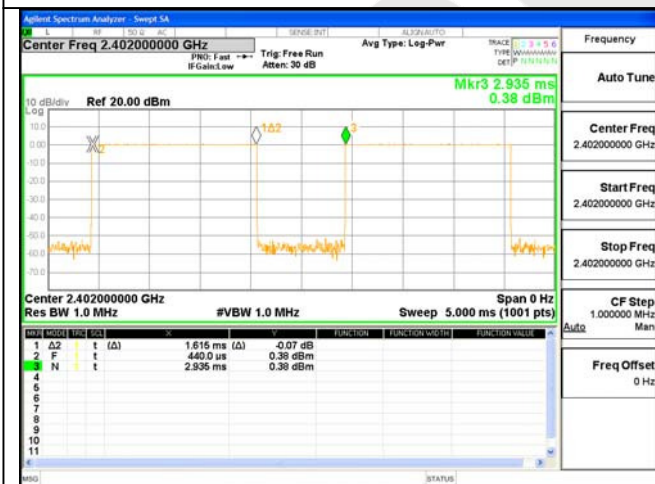 Agilent Spectrum Analyzer - Swept SA
L RF 50 Ω AC SENSE:INT ALIGNAUTO
Center Freq 2.402000000 GHz
PNO: Fast
IFGain:Low
Trig: Free Run
Atten: 30 dB
Avg Type: Log-Pwr
TRACE 1 2 3 4 5 6
TYPE
DET P N N N N N
Mkr3 2.935 ms
0.38 dBm
10 dB/div Ref 20.00 dBm
Log
10.0
0.00
-10.0
-20.0
-30.0
-40.0
-50.0
-60.0
-70.0
2
1Δ2
3
Center 2.402000000 GHz
Span 0 Hz
Res BW 1.0 MHz #VBW 1.0 MHz Sweep 5.000 ms (1001 pts)
MKR MODE TRC SCL X Y FUNCTION FUNCTION WIDTH FUNCTION VALUE
1 Δ2 1 t (Δ) 1.615 ms (Δ) -0.07 dB
2 F 1 t 440.0 µs 0.38 dBm
3 N 1 t 2.935 ms 0.38 dBm
4
5
6
7
8
9
10
11
MSG STATUS
Frequency
Auto Tune
Center Freq
2.402000000 GHz
Start Freq
2.402000000 GHz
Stop Freq
2.402000000 GHz
CF Step
1.000000 MHz
Auto Man
Freq Offset
0 Hz